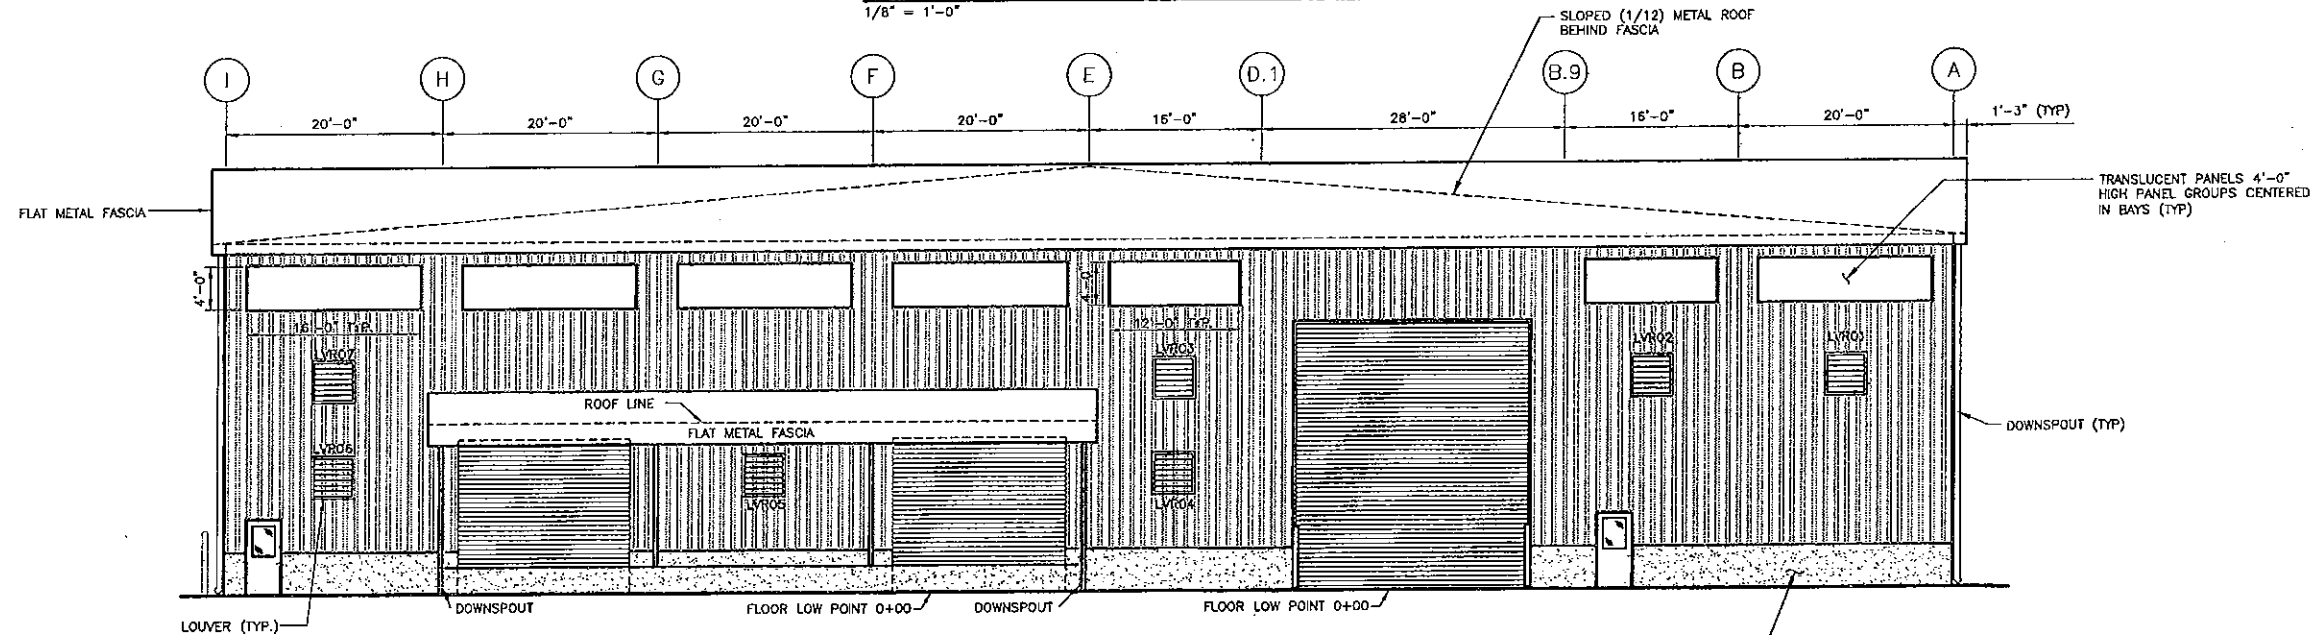 1/8" = 1'-0"
SLOPED (1/12) METAL ROOF
BEHIND FASCIA
I
H
G
F
E
D.1
B.9
B
A
20'-0"
20'-0"
20'-0"
20'-0"
16'-0"
28'-0"
16'-0"
20'-0"
1'-3" (TYP)
TRANSLUCENT PANELS 4'-0"
HIGH PANEL GROUPS CENTERED
IN BAYS (TYP)
FLAT METAL FASCIA
4'-0"
4'-0"
16'-0" TYP.
12'-0" TYP.
LVR07
LVR03
LVR02
LVR01
ROOF LINE
FLAT METAL FASCIA
DOWNSPOUT (TYP)
LVR06
LVR05
LVR04
DOWNSPOUT
FLOOR LOW POINT 0+00
DOWNSPOUT
FLOOR LOW POINT 0+00
LOUVER (TYP.)